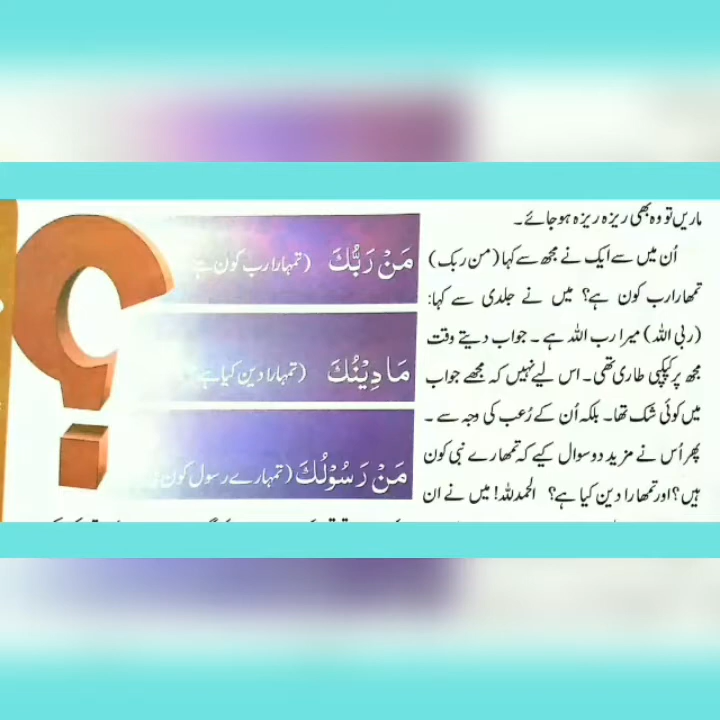 ماریں تو وہ بھی ریزہ ریزہ ہو جائے۔
اُن میں سے ایک نے مجھ سے کہا (من ربک)
تمھارا رب کون ہے؟ میں نے جلدی سے کہا:
(ربی اللہ) میرا رب اللہ ہے۔ جواب دیتے وقت
مجھ پر کپکپی طاری تھی۔ اس لیے نہیں کہ مجھے جواب
میں کوئی شک تھا۔ بلکہ اُن کے رُعب کی وجہ سے۔
پھر اُس نے مزید دو سوال کیے کہ تمھارے نبی کون
ہیں؟ اور تمھارا دین کیا ہے؟ الحمدللہ! میں نے ان
مَنْ رَبُّكَ (تمہارا رب کون ہے
مَا دِيْنُكَ (تمہارا دین کیا ہے
مَنْ رَسُوْلُكَ (تمہارے رسول کون
؟